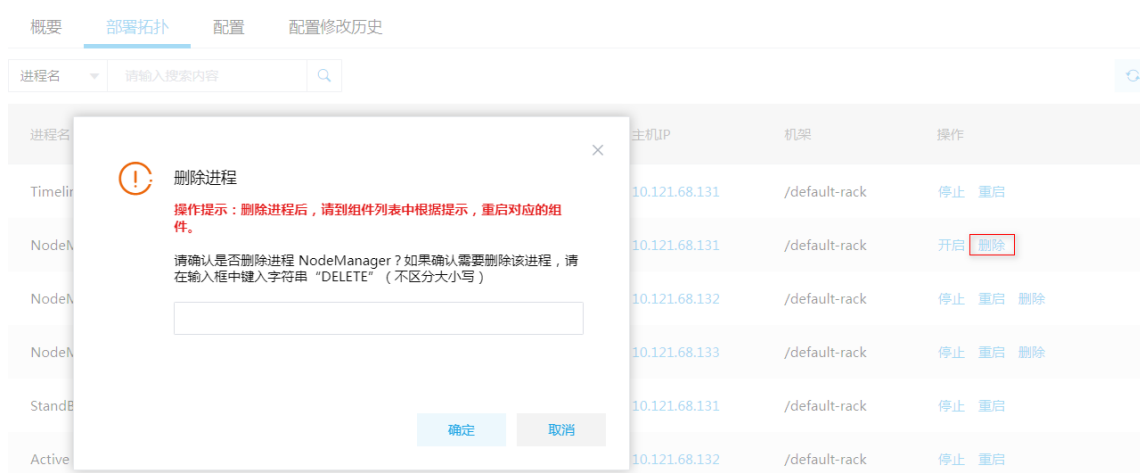 概要 部署拓扑 配置 配置修改历史
进程名 请输入搜索内容
进程名 主机IP 机架 操作
删除进程
操作提示：删除进程后，请到组件列表中根据提示，重启对应的组
件。
请确认是否删除进程 NodeManager？如果确认需要删除该进程，请
在输入框中键入字符串“DELETE”（不区分大小写）
确定 取消
Timelin 10.121.68.131 /default-rack 停止 重启
NodeM 10.121.68.131 /default-rack 开启 删除
NodeM 10.121.68.132 /default-rack 停止 重启 删除
NodeM 10.121.68.133 /default-rack 停止 重启 删除
StandB 10.121.68.131 /default-rack 停止 重启
Active 10.121.68.132 /default-rack 停止 重启